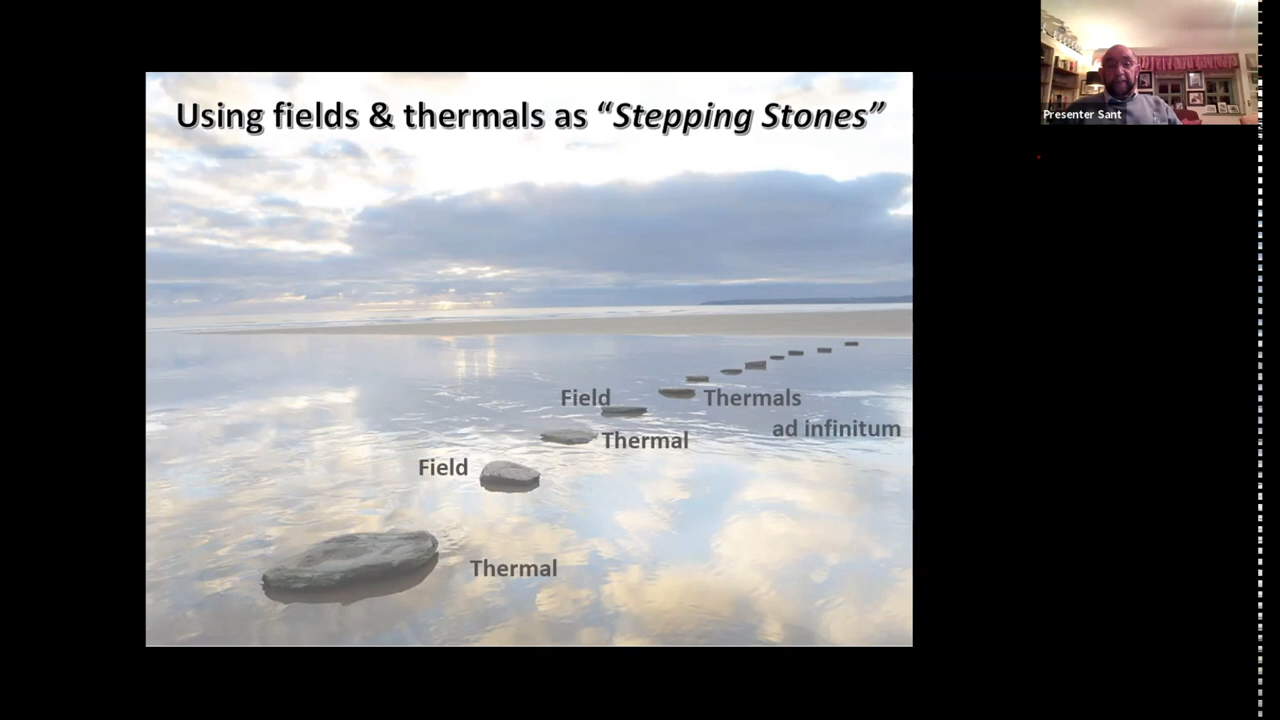 Using fields & thermals as “Stepping Stones”
Presenter Sant
Field
Thermals
ad infinitum
Thermal
Field
Thermal